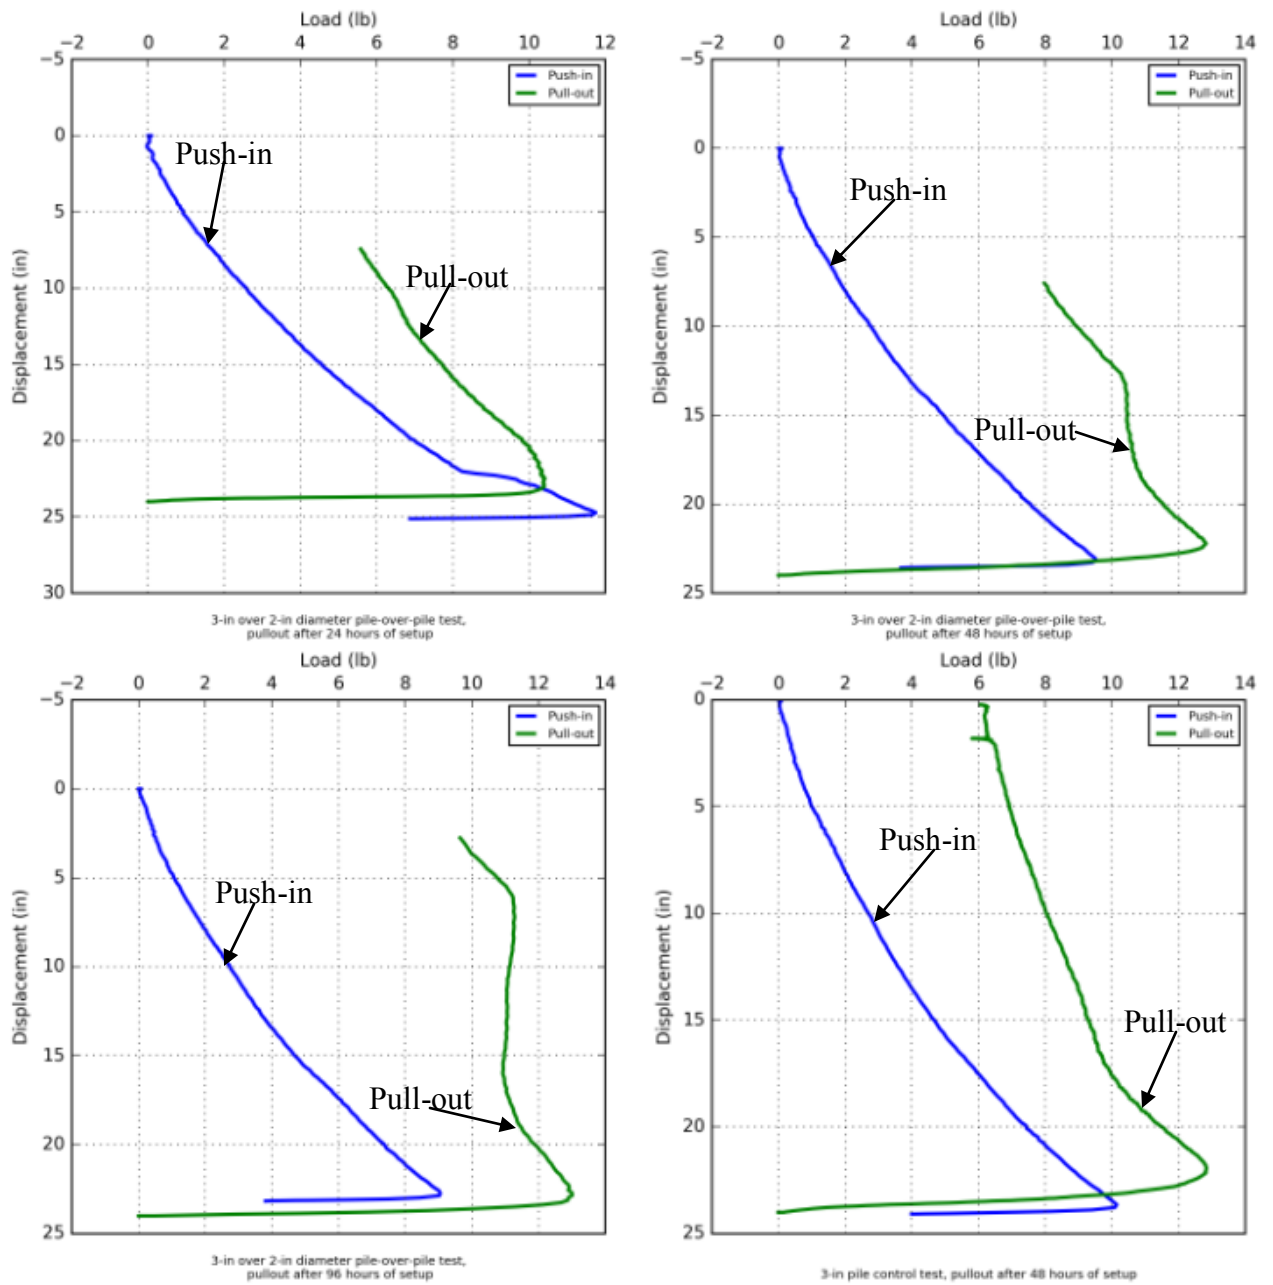 Load (lb)
−2 0 2 4 6 8 10 12
−5
Push-in
Pull-out
0
Push-in
5
Pull-out
10
15
20
25
30
Displacement (in)
3-in over 2-in diameter pile-over-pile test,
pullout after 24 hours of setup
Load (lb)
−2 0 2 4 6 8 10 12 14
−5
Push-in
Pull-out
0
Push-in
5
10
15
Pull-out
20
25
Displacement (in)
3-in over 2-in diameter pile-over-pile test,
pullout after 48 hours of setup
Load (lb)
−2 0 2 4 6 8 10 12 14
−5
Push-in
Pull-out
0
5
Push-in
10
15
Pull-out
20
25
Displacement (in)
3-in over 2-in diameter pile-over-pile test,
pullout after 96 hours of setup
Load (lb)
−2 0 2 4 6 8 10 12 14
0
Push-in
Pull-out
5
Push-in
10
15
Pull-out
20
25
Displacement (in)
3-in pile control test, pullout after 48 hours of setup